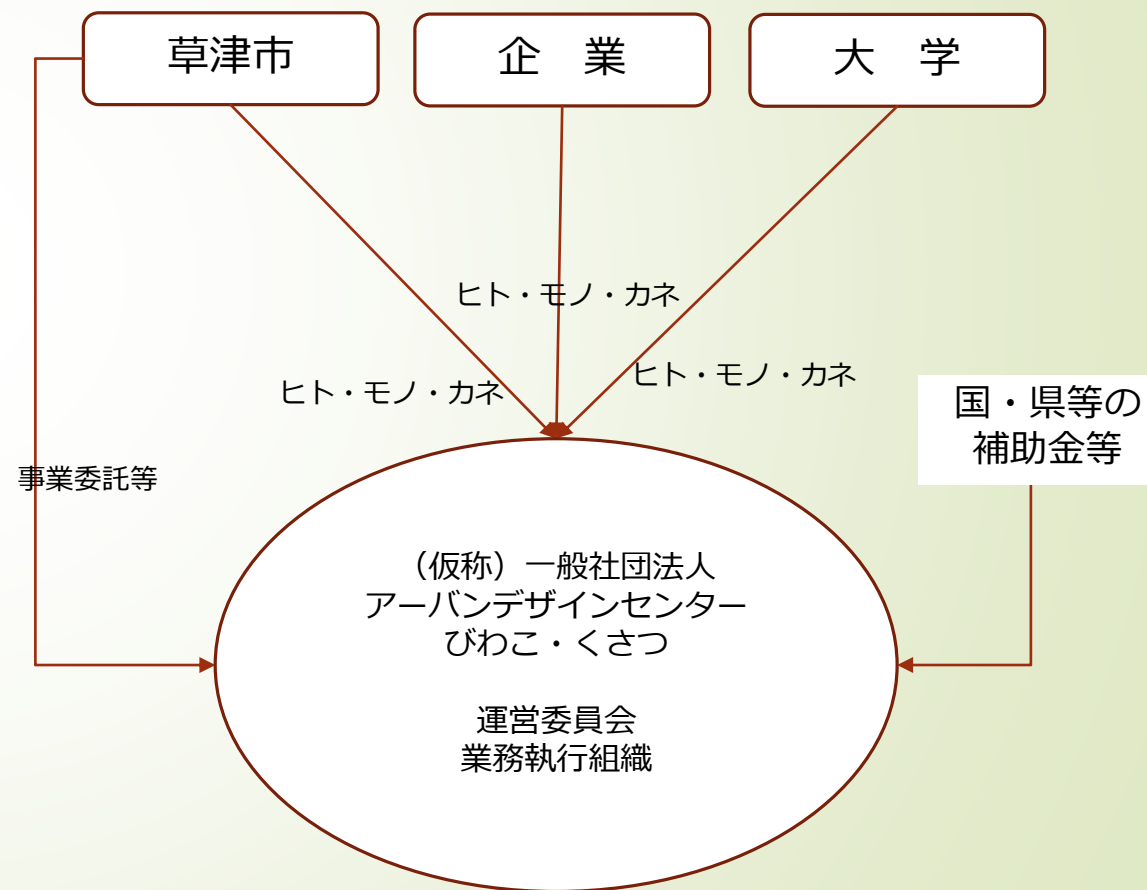 草津市
企　業
大　学
ヒト・モノ・カネ
ヒト・モノ・カネ
ヒト・モノ・カネ
国・県等の
補助金等
事業委託等
（仮称）一般社団法人
アーバンデザインセンター
びわこ・くさつ
運営委員会
業務執行組織